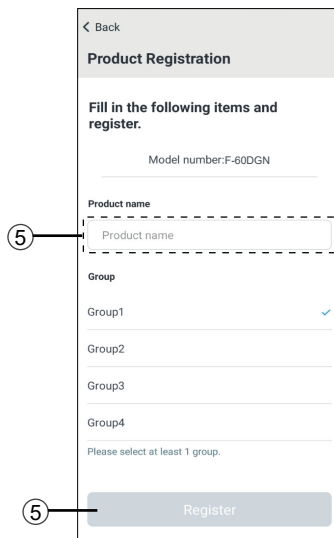 Back
Product Registration
Fill in the following items and
register.
Model number:F-60DGN
Product name
⑤
Product name
Group
Group1
Group2
Group3
Group4
Please select at least 1 group.
⑤
Register